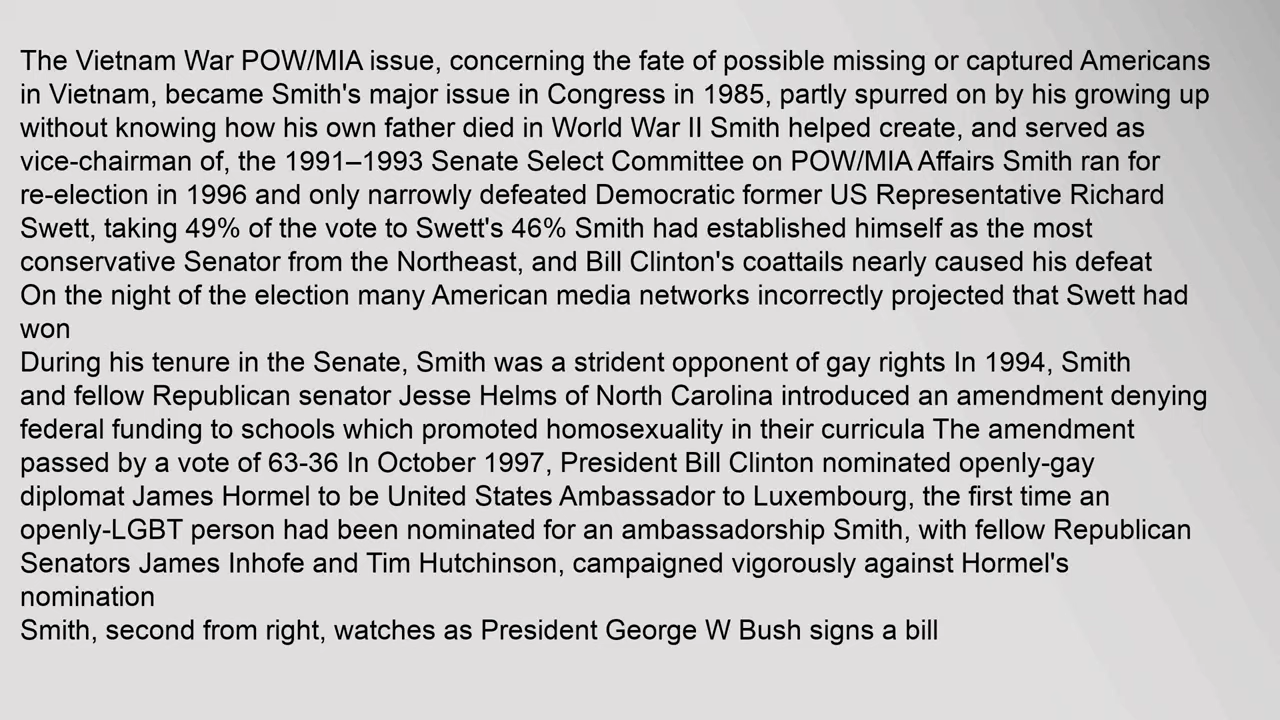 The Vietnam War POW/MIA issue, concerning the fate of possible missing or captured Americans
in Vietnam, became Smith's major issue in Congress in 1985, partly spurred on by his growing up
without knowing how his own father died in World War II Smith helped create, and served as
vice-chairman of, the 1991–1993 Senate Select Committee on POW/MIA Affairs Smith ran for
re-election in 1996 and only narrowly defeated Democratic former US Representative Richard
Swett, taking 49% of the vote to Swett's 46% Smith had established himself as the most
conservative Senator from the Northeast, and Bill Clinton's coattails nearly caused his defeat
On the night of the election many American media networks incorrectly projected that Swett had
won
During his tenure in the Senate, Smith was a strident opponent of gay rights In 1994, Smith
and fellow Republican senator Jesse Helms of North Carolina introduced an amendment denying
federal funding to schools which promoted homosexuality in their curricula The amendment
passed by a vote of 63-36 In October 1997, President Bill Clinton nominated openly-gay
diplomat James Hormel to be United States Ambassador to Luxembourg, the first time an
openly-LGBT person had been nominated for an ambassadorship Smith, with fellow Republican
Senators James Inhofe and Tim Hutchinson, campaigned vigorously against Hormel's
nomination
Smith, second from right, watches as President George W Bush signs a bill